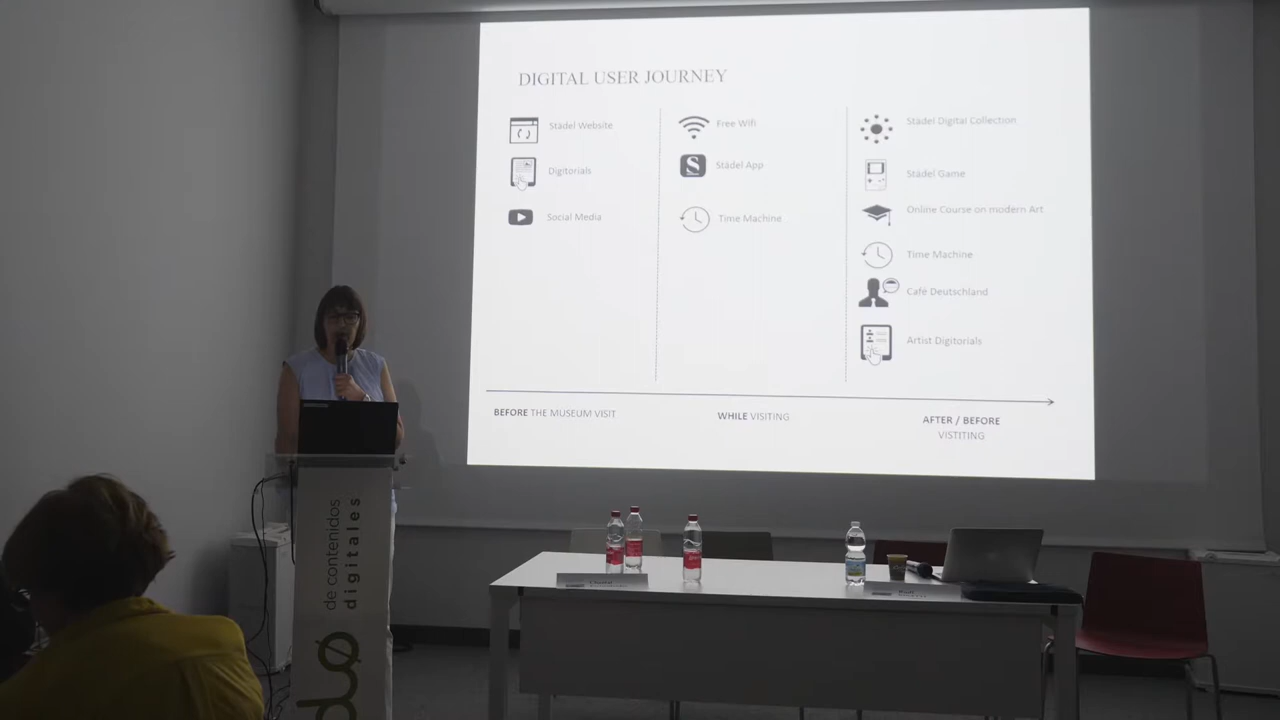 DIGITAL USER JOURNEY
Städel Website
Digitorials
Social Media
Free Wifi
Städel App
Time Machine
Städel Digital Collection
Städel Game
Online Course on modern Art
Time Machine
Café Deutschland
Artist Digitorials
BEFORE THE MUSEUM VISIT
WHILE VISITING
AFTER / BEFORE
VISTITING
de contenidos
digitales